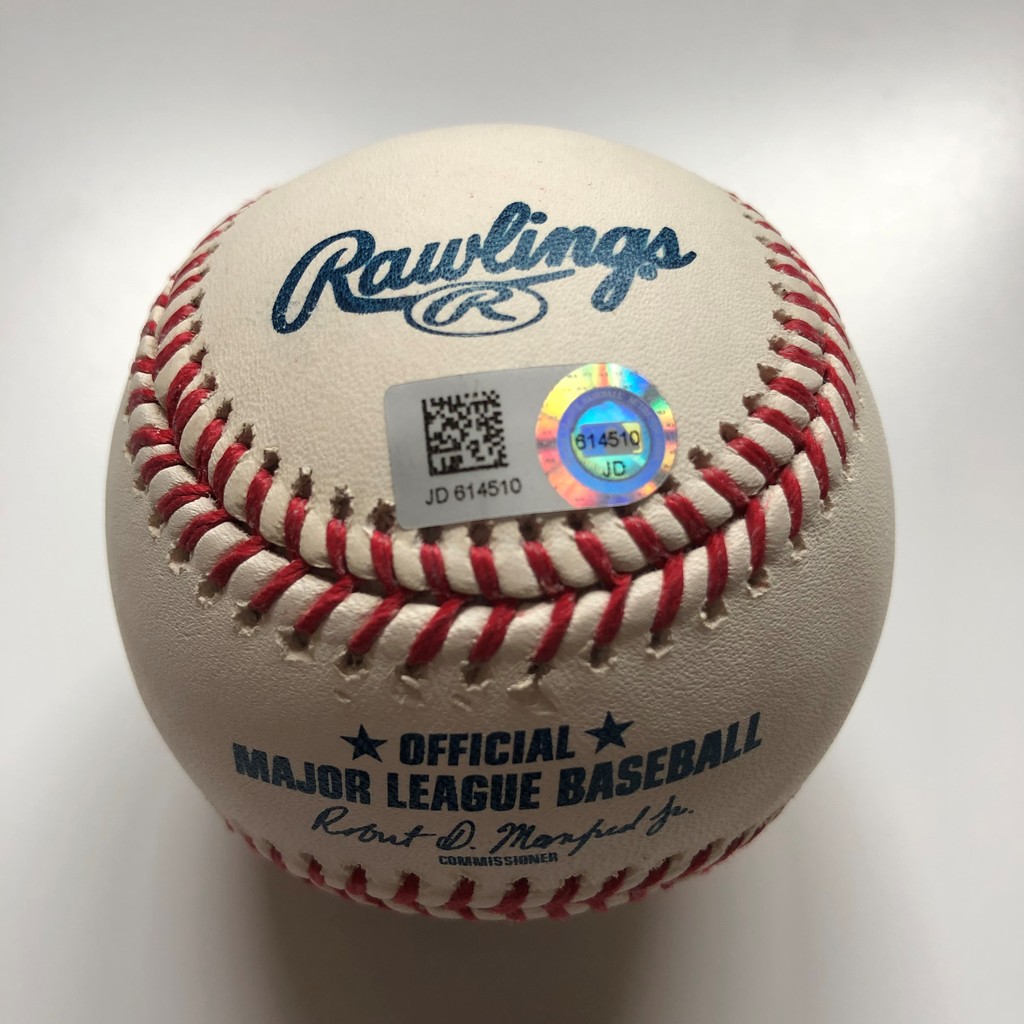 Rawlings
R
614510
JD
JD 614510
OFFICIAL
MAJOR LEAGUE BASEBALL
Robert D. Manfred Jr.
COMMISSIONER